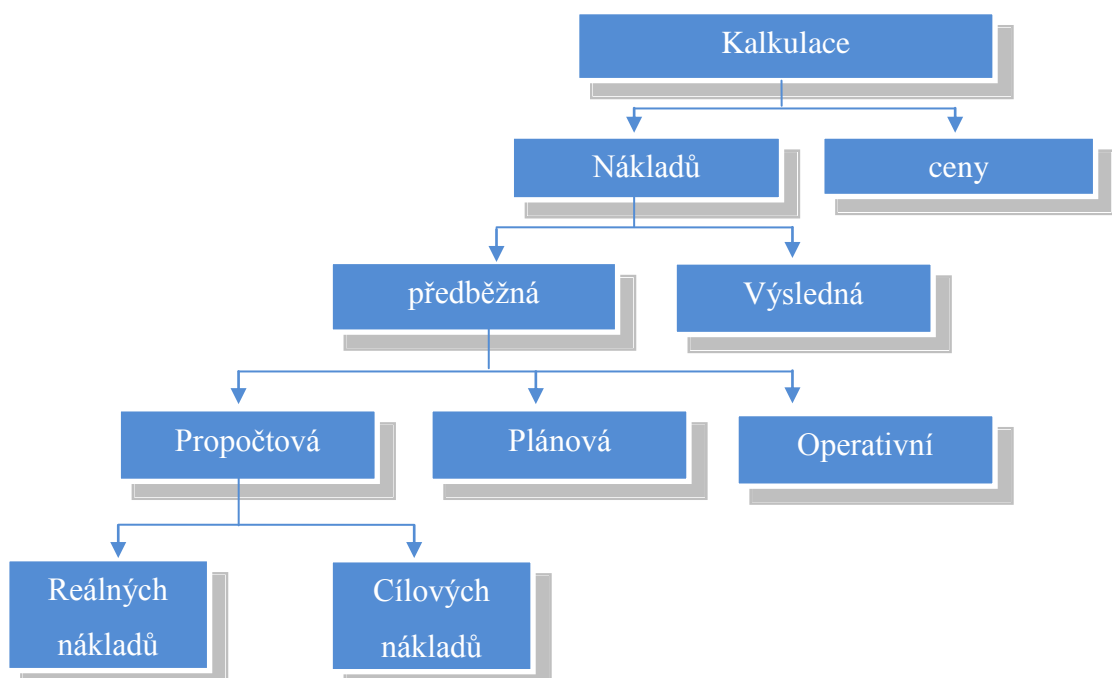 Kalkulace
Nákladů
ceny
předběžná
Výsledná
Propočtová
Plánová
Operativní
Reálných
nákladů
Cílových
nákladů